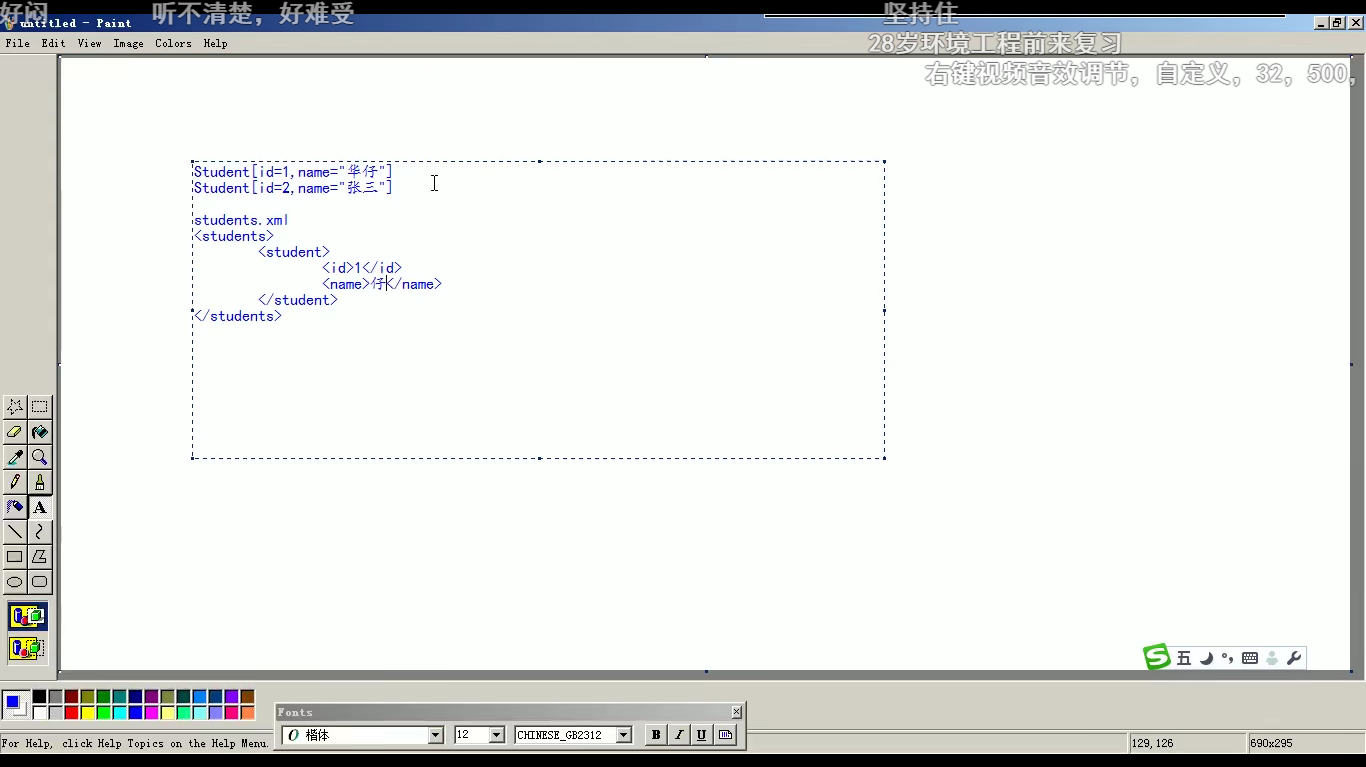 好闷 听不清楚，好难受 坚持住
untitled - Paint
28岁环境工程前来复习
File Edit View Image Colors Help
右键视频音效调节，自定义，32，500，
Student[id=1,name="华仔"]
Student[id=2,name="张三"]
students.xml
<students>
<student>
<id>1</id>
<name>仔</name>
</student>
</students>
五
Fonts
楷体 12 CHINESE_GB2312 B I U
For Help, click Help Topics on the Help Menu. 129,126 690x295